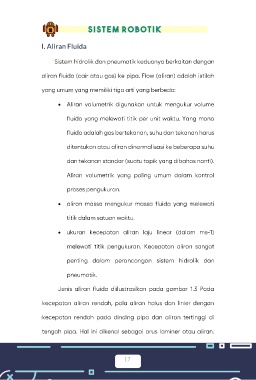 SISTEM ROBOTIK
1. Aliran Fluida
Sistem hidrolik dan pneumatik keduanya berkaitan dengan
aliran fluida (cair atau gas) ke pipa. Flow (aliran) adalah istilah
yang umum yang memiliki tiga arti yang berbeda:
• Aliran volumetrik digunakan untuk mengukur volume
fluida yang melewati titik per unit waktu. Yang mana
fluida adalah gas bertekanan, suhu dan tekanan harus
ditentukan atau aliran dinormalisasi ke beberapa suhu
dan tekanan standar (suatu topik yang dibahas nanti).
Aliran volumetrik yang paling umum dalam kontrol
proses pengukuran.
• aliran massa mengukur massa fluida yang melewati
titik dalam satuan waktu.
• ukuran kecepatan aliran laju linear (dalam ms-1)
melewati titik pengukuran. Kecepatan aliran sangat
penting dalam perancangan sistem hidrolik dan
pneumatik.
Jenis aliran fluida diilustrasikan pada gambar 1.3 Pada
kecepatan aliran rendah, pola aliran halus dan linier dengan
kecepatan rendah pada dinding pipa dan aliran tertinggi di
tengah pipa. Hal ini dikenal sebagai arus laminer atau aliran.
17